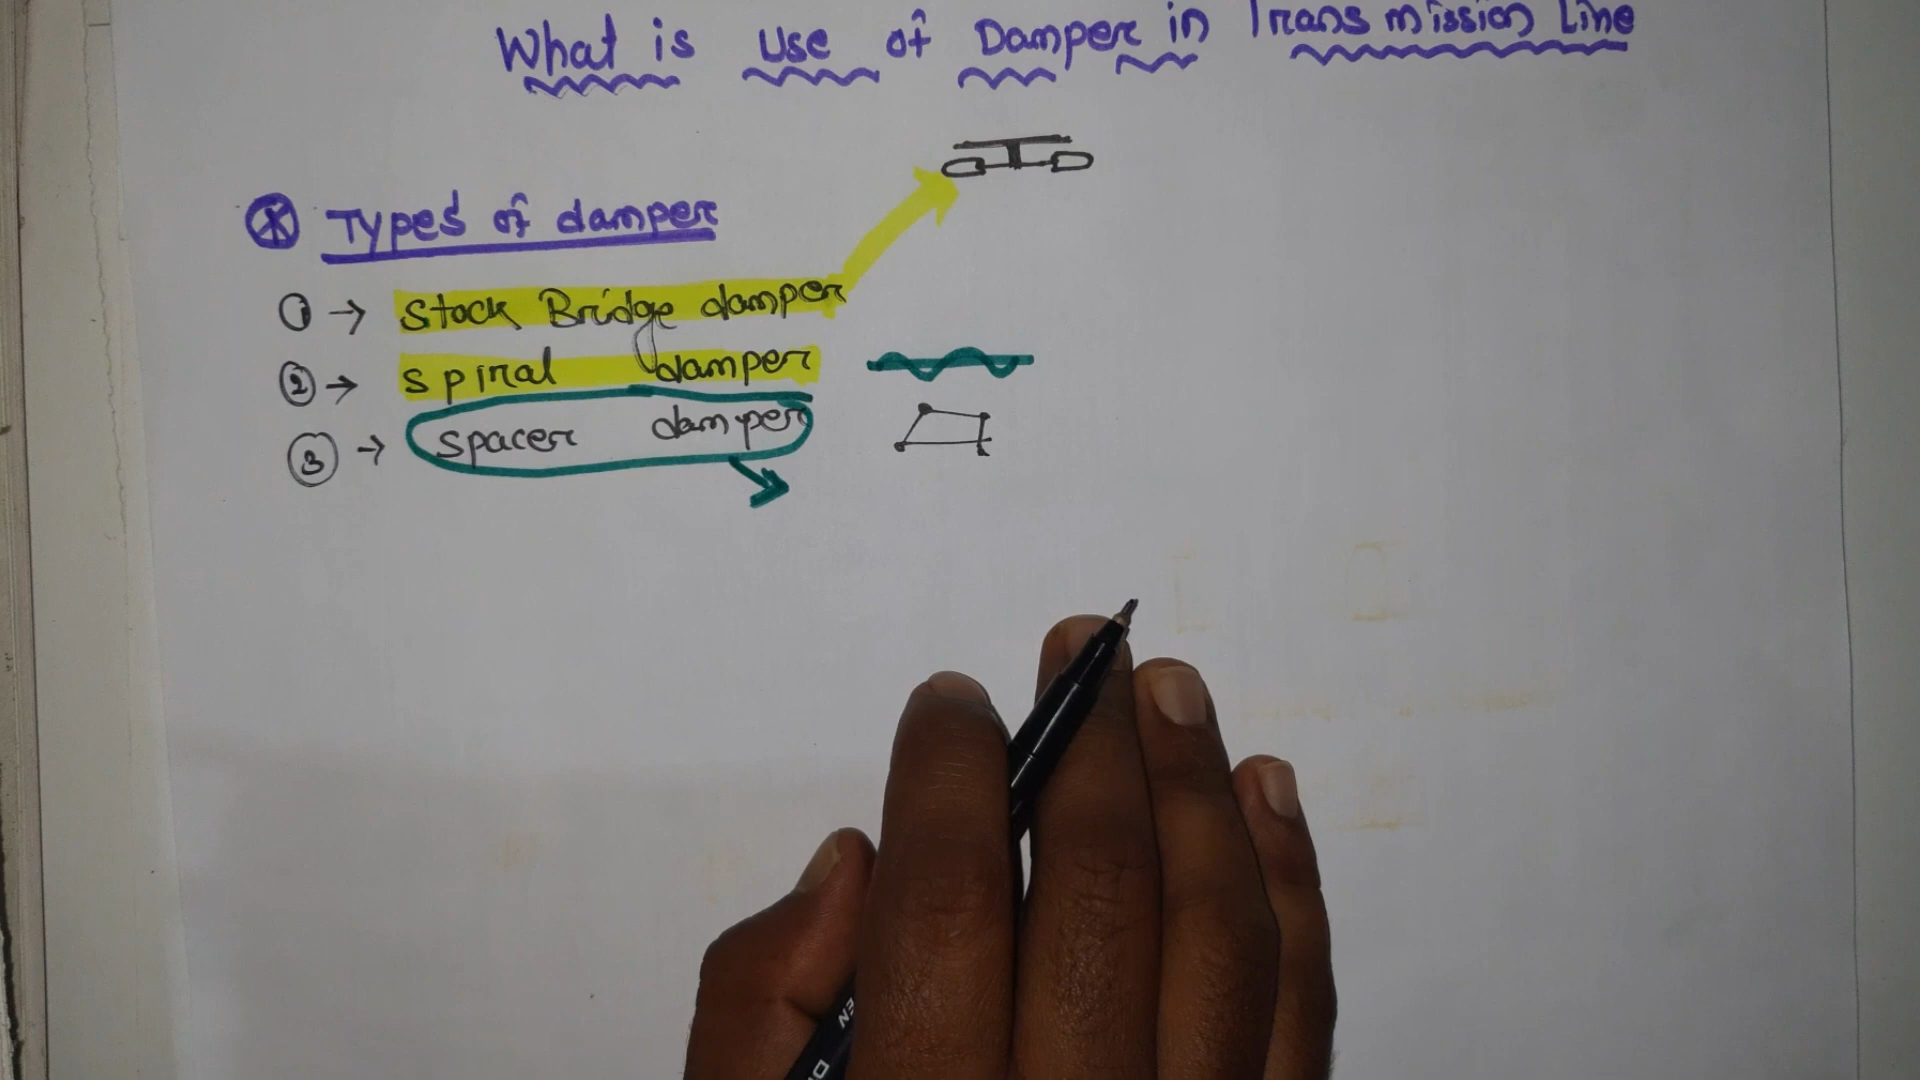 What is Use of Damper in Transmission Line
Types of damper
1 → Stock Bridge damper
2 → spiral damper
3 → spacer damper